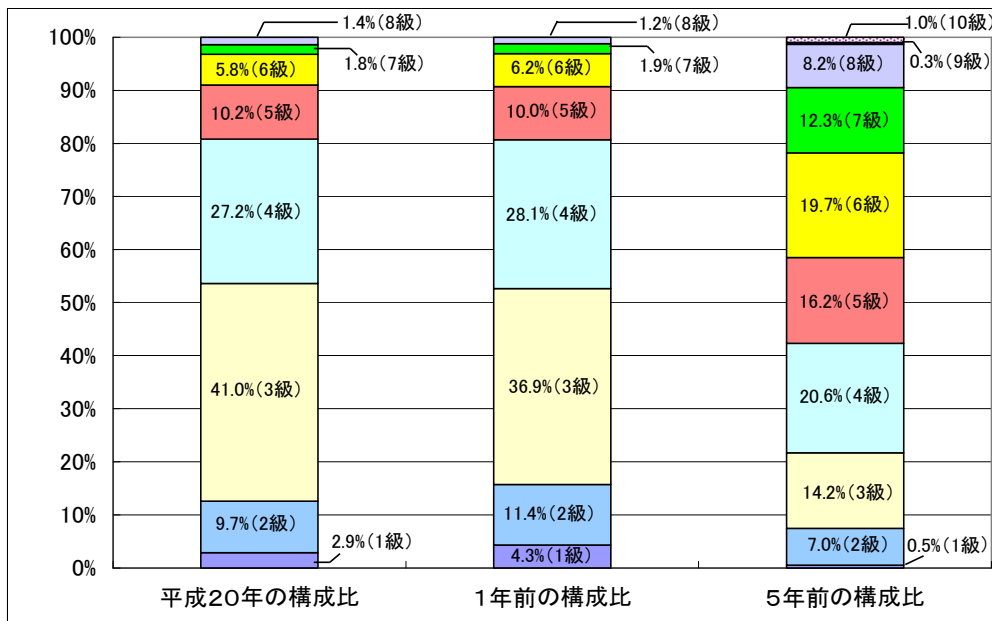 1.4%(8級)
1.2%(8級)
1.0%(10級)
100%
1.8%(7級)
1.9%(7級)
0.3%(9級)
5.8%(6級)
6.2%(6級)
8.2%(8級)
90%
10.2%(5級)
10.0%(5級)
12.3%(7級)
80%
70%
27.2%(4級)
28.1%(4級)
19.7%(6級)
60%
50%
16.2%(5級)
40%
41.0%(3級)
36.9%(3級)
20.6%(4級)
30%
20%
14.2%(3級)
10%
9.7%(2級)
11.4%(2級)
7.0%(2級)
2.9%(1級)
4.3%(1級)
0.5%(1級)
0%
平成20年の構成比
1年前の構成比
5年前の構成比